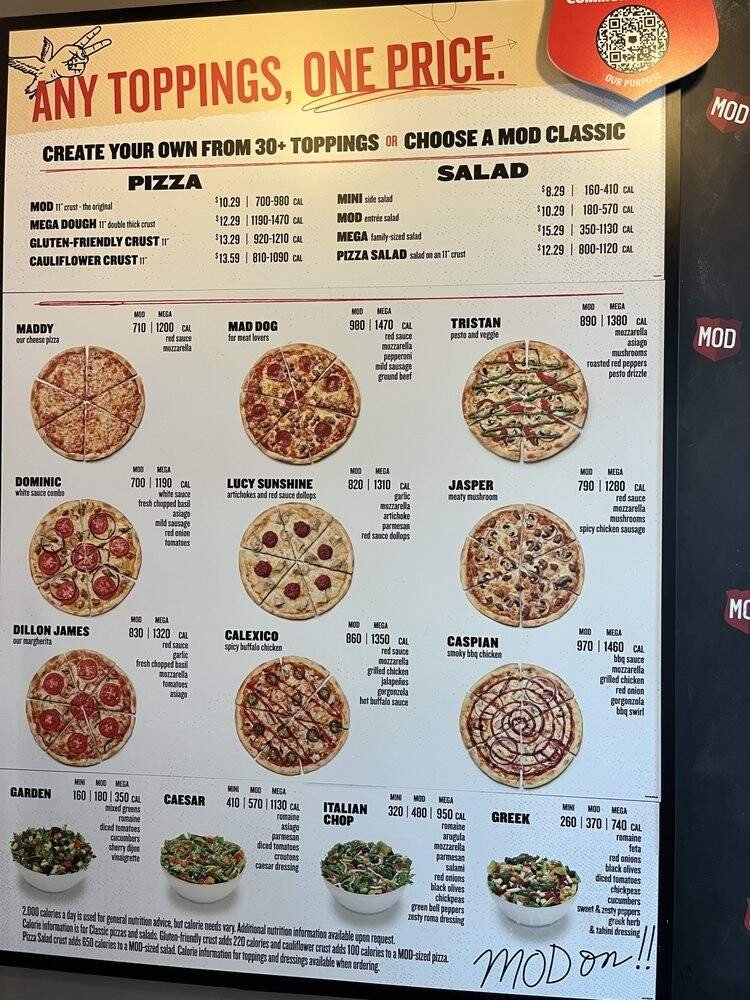 OUR PURPOSE
ANY TOPPINGS, ONE PRICE.
CREATE YOUR OWN FROM 30+ TOPPINGS OR CHOOSE A MOD CLASSIC
PIZZA
MOD 11" crust - the original $10.29 | 700-980 CAL
MEGA DOUGH 11" double thick crust $12.29 | 1190-1470 CAL
GLUTEN-FRIENDLY CRUST 11" $13.29 | 920-1210 CAL
CAULIFLOWER CRUST 11" $13.59 | 810-1090 CAL
SALAD
MINI side salad $8.29 | 160-410 CAL
MOD entrée salad $10.29 | 180-570 CAL
MEGA family-sized salad $15.29 | 350-1130 CAL
PIZZA SALAD salad on an 11" crust $12.29 | 800-1120 CAL
MOD MEGA
MADDY 710 | 1200 CAL
our cheese pizza
red sauce
mozzarella
MOD MEGA
MAD DOG 980 | 1470 CAL
for meat lovers
red sauce
mozzarella
pepperoni
mild sausage
ground beef
MOD MEGA
TRISTAN 890 | 1380 CAL
pesto and veggie
mozzarella
asiago
mushrooms
roasted red peppers
pesto drizzle
MOD MEGA
DOMINIC 700 | 1190 CAL
white sauce combo
white sauce
fresh chopped basil
asiago
mild sausage
red onion
tomatoes
MOD MEGA
LUCY SUNSHINE 820 | 1310 CAL
artichokes and red sauce dollops
garlic
mozzarella
artichoke
parmesan
red sauce dollops
MOD MEGA
JASPER 790 | 1280 CAL
meaty mushroom
red sauce
mozzarella
mushrooms
spicy chicken sausage
MOD MEGA
DILLON JAMES 830 | 1320 CAL
our margherita
red sauce
garlic
fresh chopped basil
mozzarella
tomatoes
asiago
MOD MEGA
CALEXICO 860 | 1350 CAL
spicy buffalo chicken
red sauce
mozzarella
grilled chicken
jalapeños
gorgonzola
hot buffalo sauce
MOD MEGA
CASPIAN 970 | 1460 CAL
smoky bbq chicken
bbq sauce
mozzarella
grilled chicken
red onion
gorgonzola
bbq swirl
MINI MOD MEGA
GARDEN 160 | 180 | 350 CAL
mixed greens
romaine
diced tomatoes
cucumbers
sherry dijon
vinaigrette
MINI MOD MEGA
CAESAR 410 | 570 | 1130 CAL
romaine
asiago
parmesan
diced tomatoes
croutons
caesar dressing
MINI MOD MEGA
ITALIAN CHOP 320 | 480 | 950 CAL
romaine
arugula
mozzarella
parmesan
salami
red onions
black olives
chickpeas
green bell peppers
zesty roma dressing
MINI MOD MEGA
GREEK 260 | 370 | 740 CAL
romaine
feta
red onions
black olives
diced tomatoes
chickpeas
cucumbers
sweet & zesty peppers
greek herb
& tahini dressing
2,000 calories a day is used for general nutrition advice, but calorie needs vary. Additional nutrition information available upon request.
Calorie information is for Classic pizzas and salads. Gluten-friendly crust adds 220 calories and cauliflower crust adds 100 calories to a MOD-sized pizza.
Pizza Salad crust adds 650 calories to a MOD-sized salad. Calorie information for toppings and dressings available when ordering.
MOD on!!
MOD
MOD